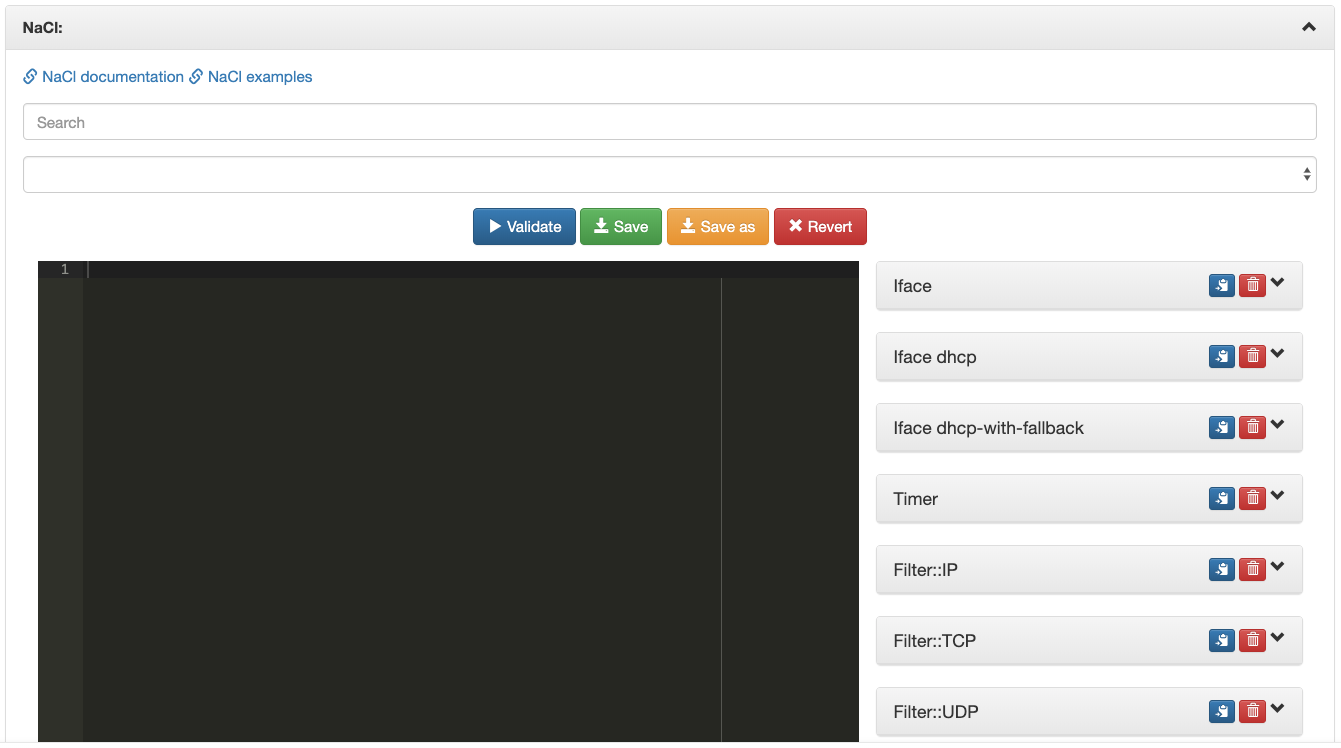 NaCl:
NaCl documentation NaCl examples
Search
Validate Save Save as Revert
1
Iface
Iface dhcp
Iface dhcp-with-fallback
Timer
Filter::IP
Filter::TCP
Filter::UDP